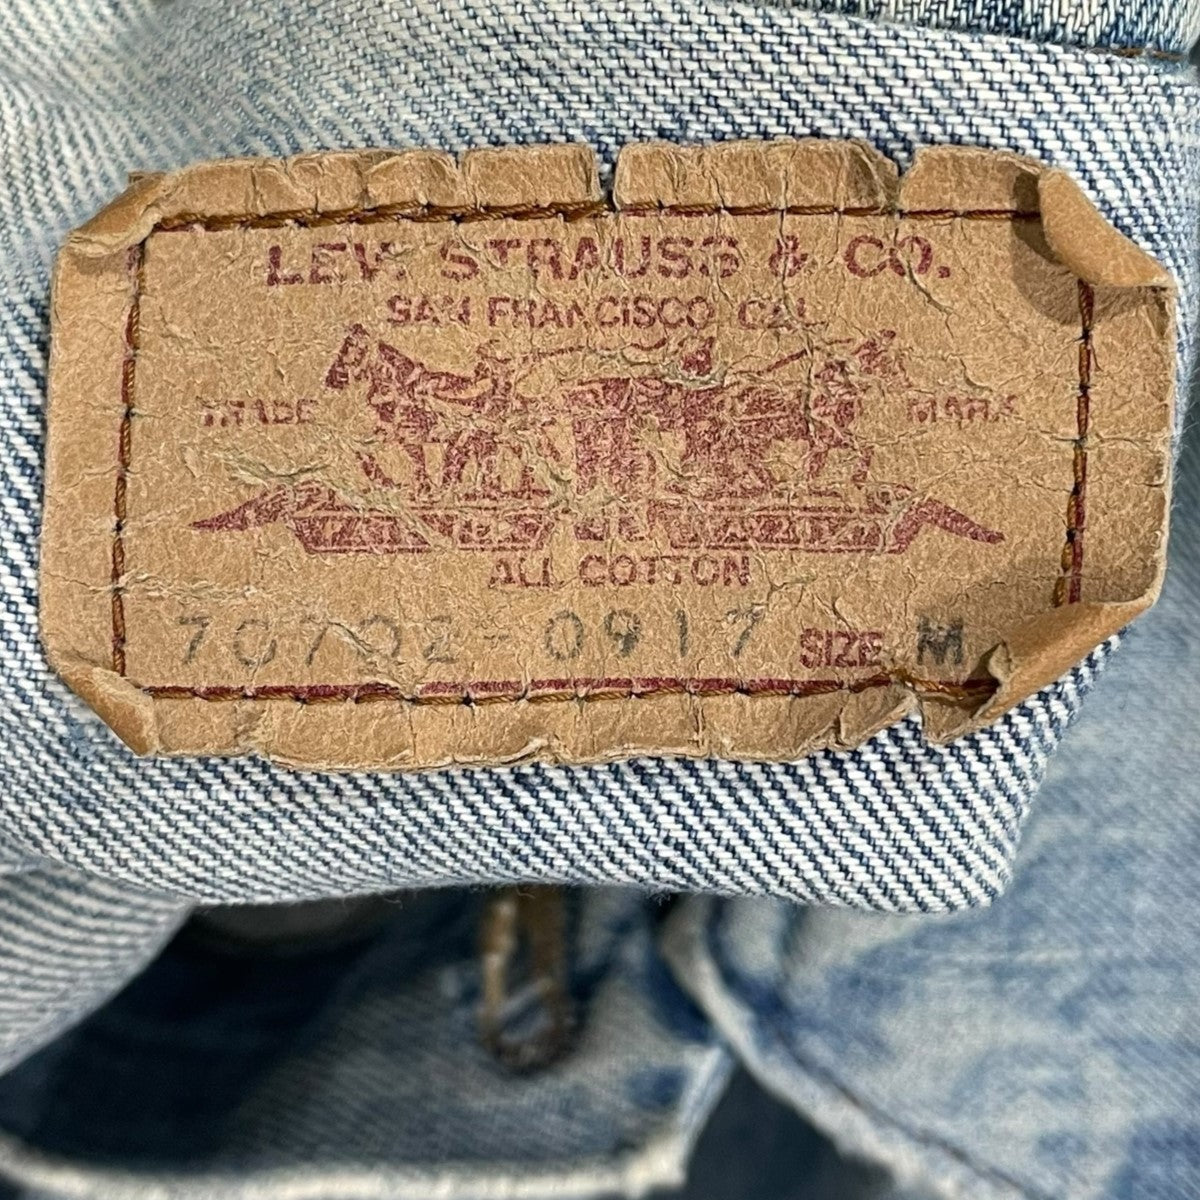 LEVI STRAUSS & CO.
SAN FRANCISCO, CAL.
TRADE MARK
ALL COTTON
70702-0917 SIZE M